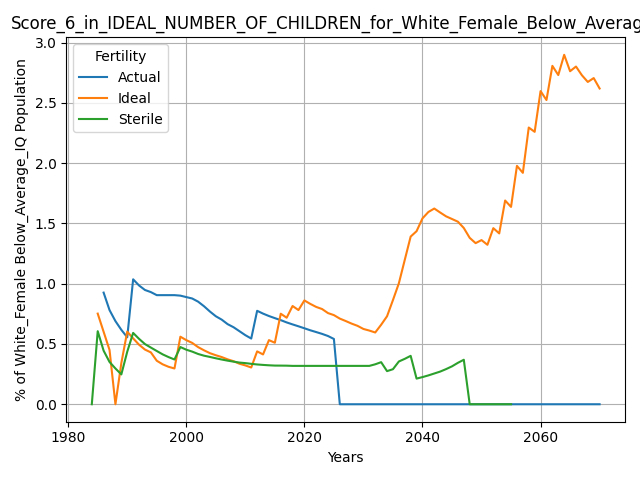 Score_6_in_IDEAL_NUMBER_OF_CHILDREN_for_White_Female_Below_Averag
Fertility
Actual
Ideal
Sterile
% of White_Female Below_Average_IQ Population
3.0
2.5
2.0
1.5
1.0
0.5
0.0
1980 2000 2020 2040 2060
Years